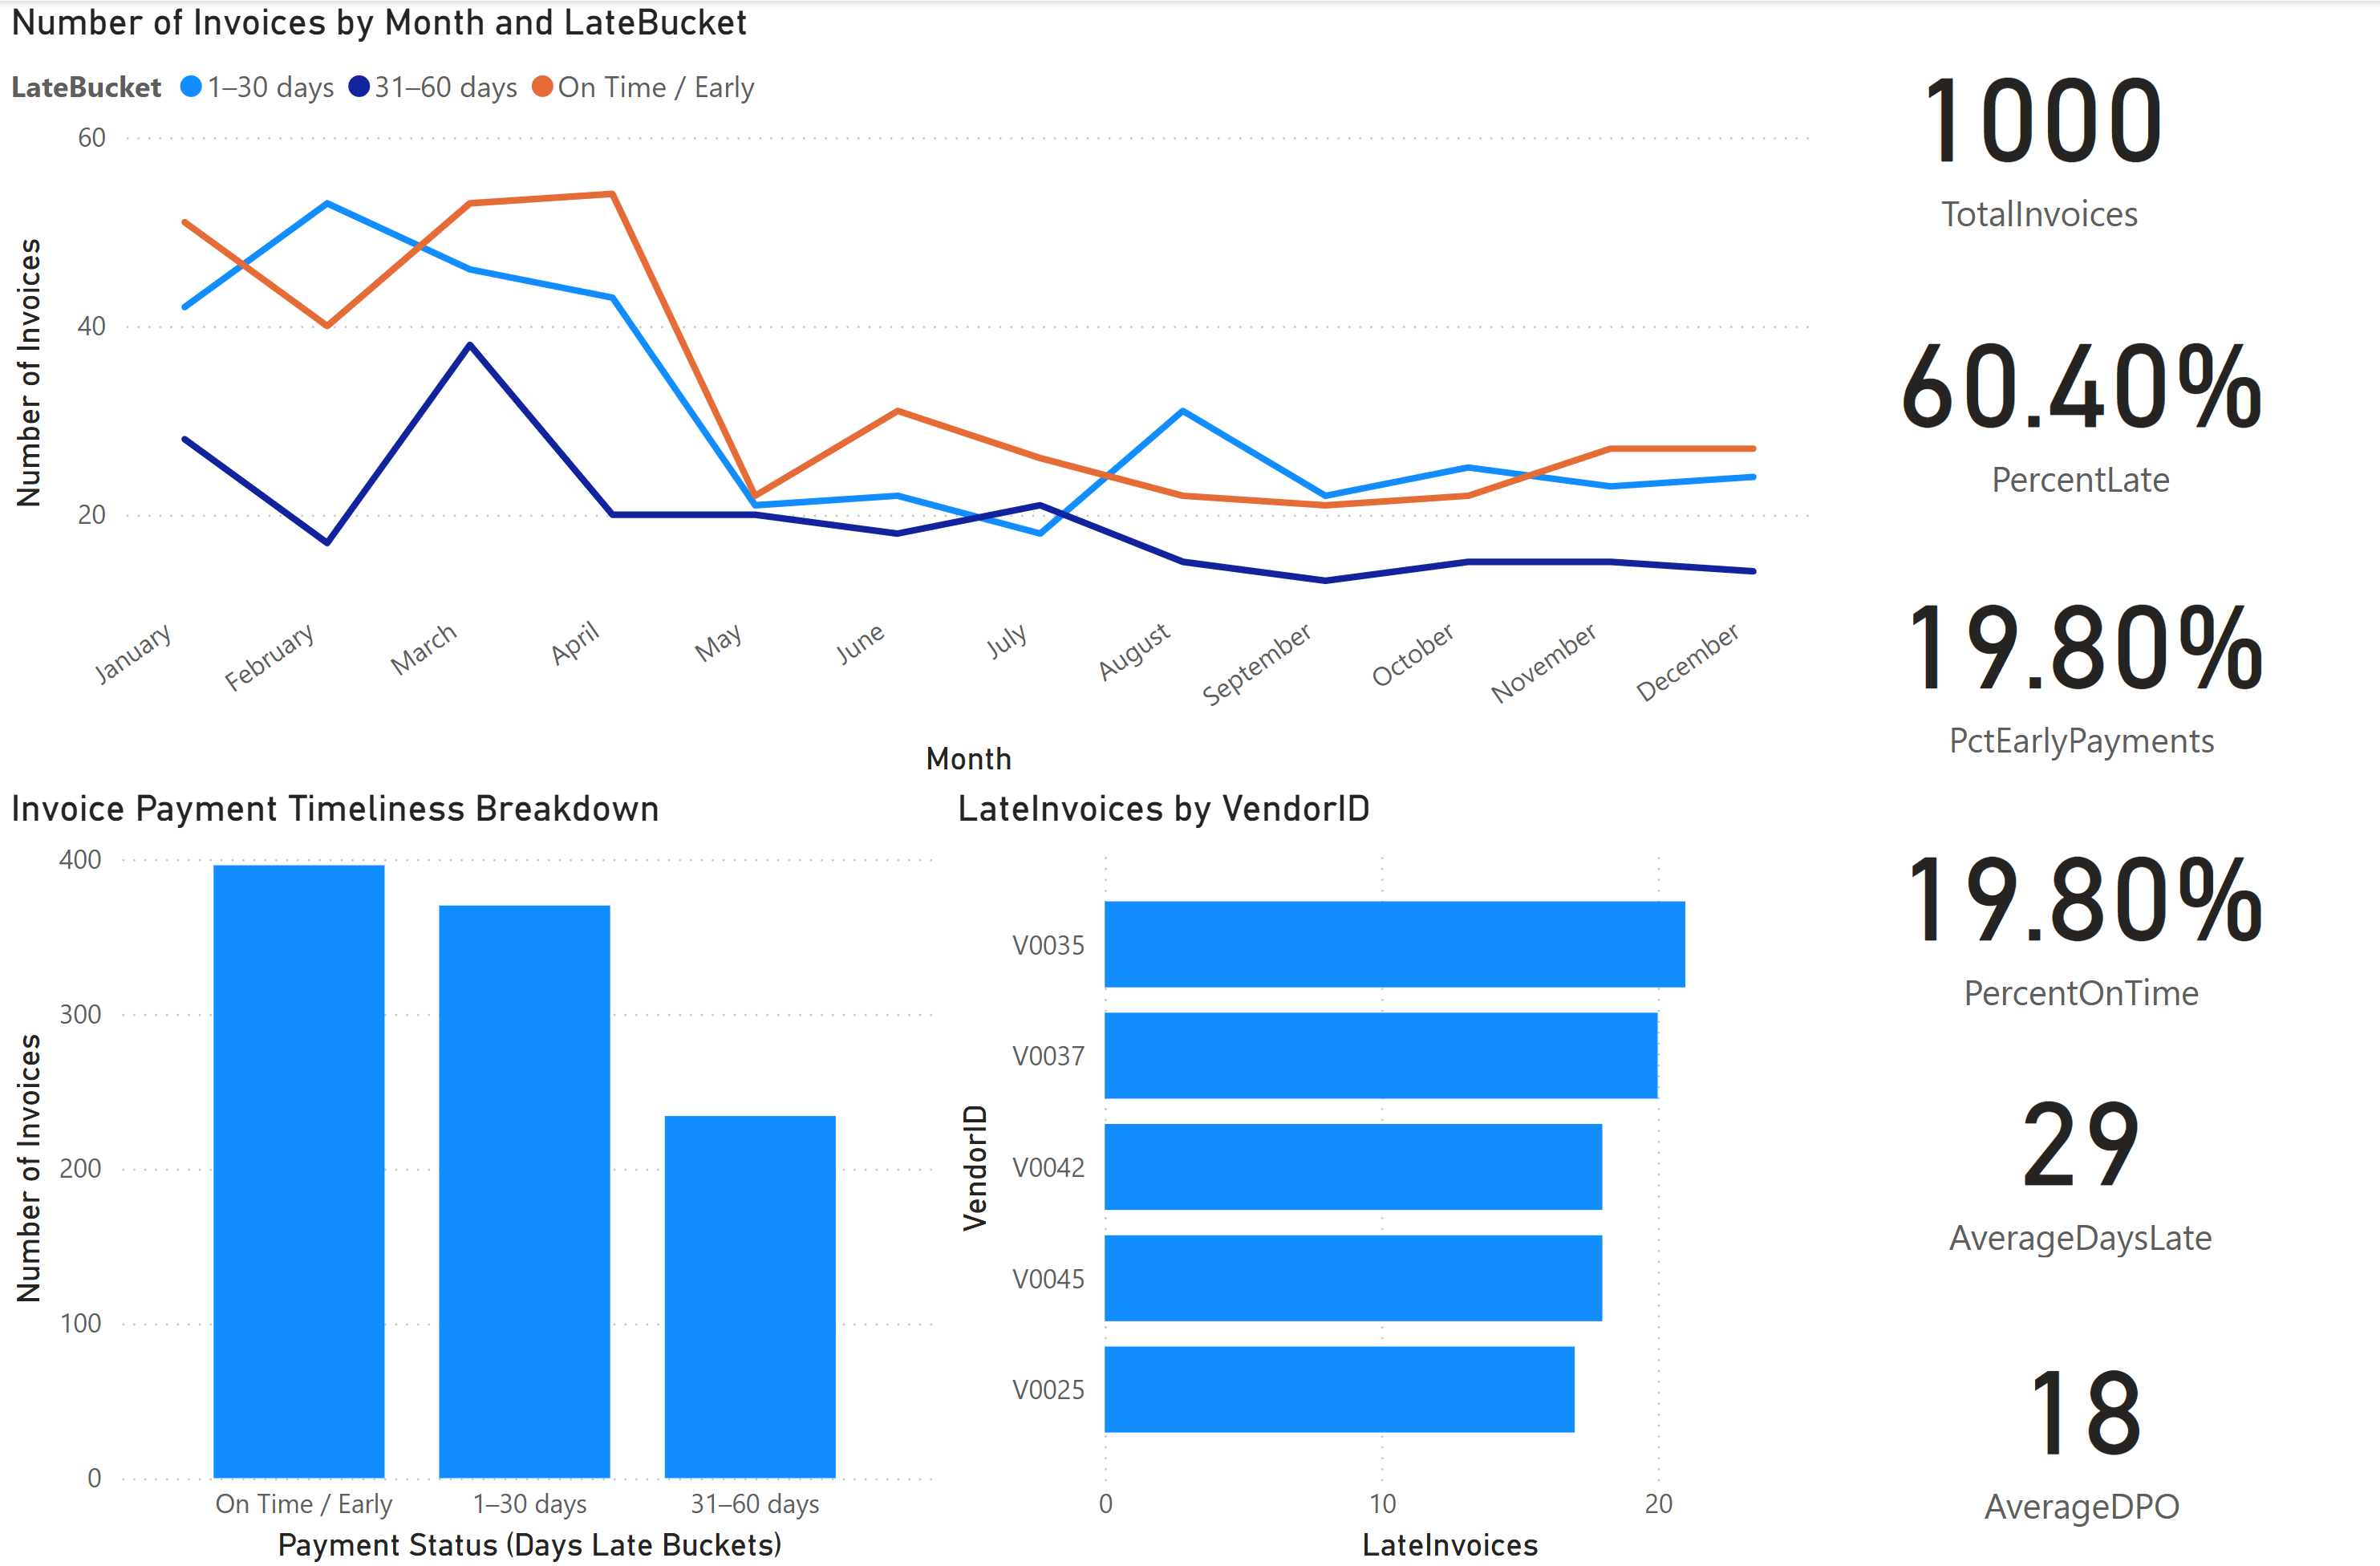 Number of Invoices by Month and LateBucket
LateBucket 1–30 days 31–60 days On Time / Early
Number of Invoices
60
40
20
January
February
March
April
May
June
July
August
September
October
November
December
Month
1000
TotalInvoices
60.40%
PercentLate
19.80%
PctEarlyPayments
19.80%
PercentOnTime
29
AverageDaysLate
18
AverageDPO
Invoice Payment Timeliness Breakdown
Number of Invoices
400
300
200
100
0
On Time / Early
1–30 days
31–60 days
Payment Status (Days Late Buckets)
LateInvoices by VendorID
VendorID
V0035
V0037
V0042
V0045
V0025
0
10
20
LateInvoices